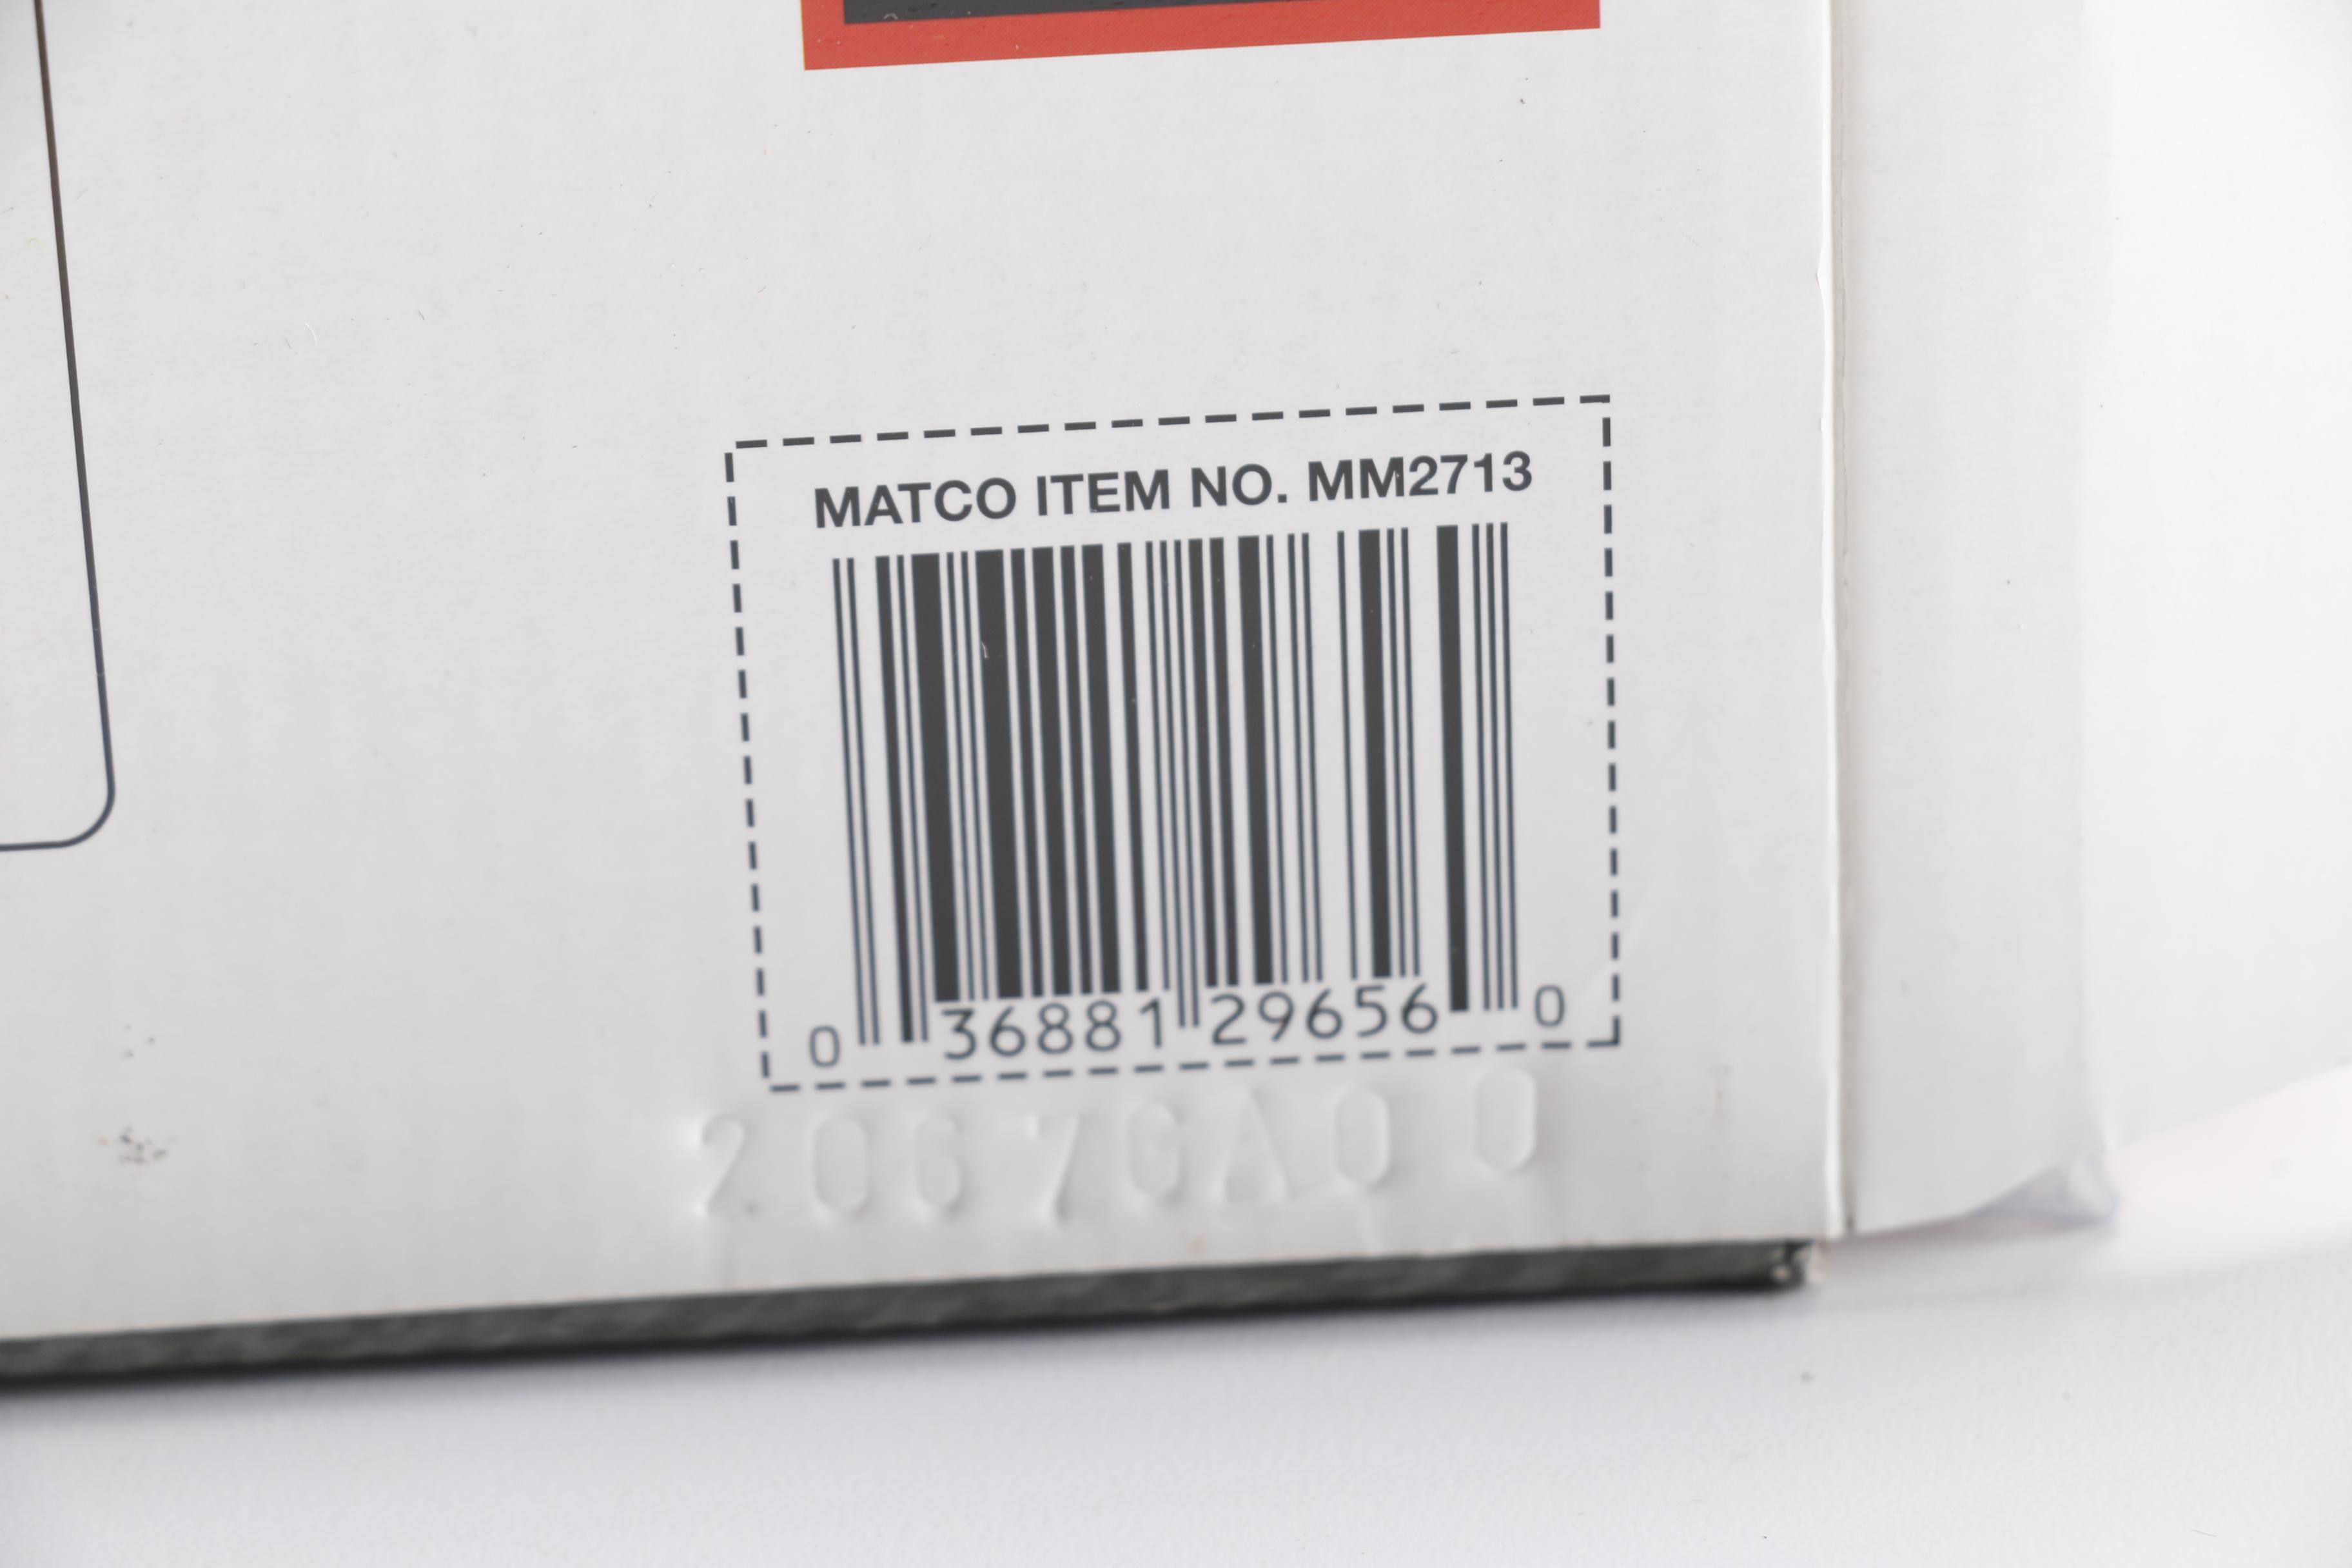 MATCO ITEM NO. MM2713
0 36881 29656 0
2067GA00